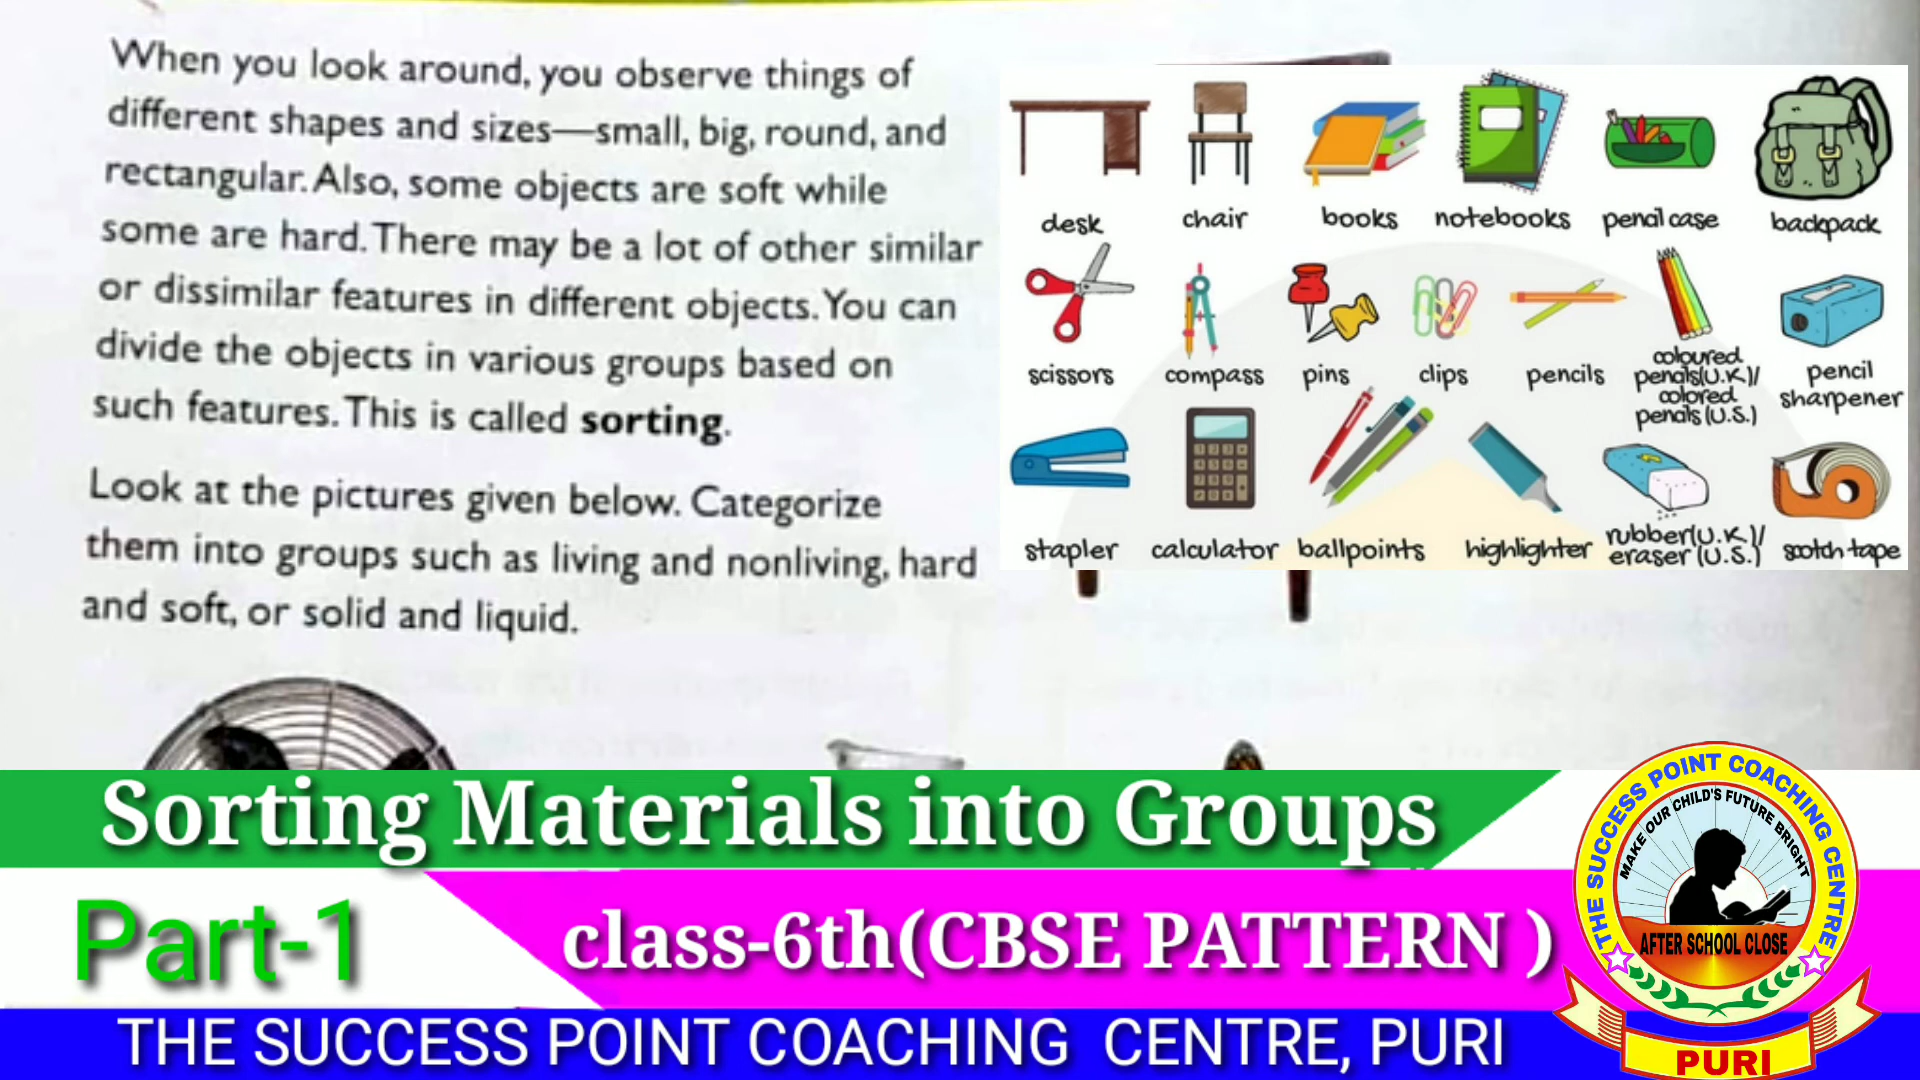 When you look around, you observe things of
different shapes and sizes—small, big, round, and
rectangular. Also, some objects are soft while
some are hard. There may be a lot of other similar
or dissimilar features in different objects. You can
divide the objects in various groups based on
such features. This is called sorting.
Look at the pictures given below. Categorize
them into groups such as living and nonliving, hard
and soft, or solid and liquid.
desk
chair
books
notebooks
pencil case
backpack
scissors
compass
pins
clips
pencils
coloured
pencils(U.K.)/
colored
pencils (U.S.)
pencil
sharpener
stapler
calculator
ballpoints
highlighter
rubber(U.K.)/
eraser (U.S.)
scotch tape
Sorting Materials into Groups
Part-1
class-6th(CBSE PATTERN )
THE SUCCESS POINT COACHING CENTRE, PURI
THE SUCCESS POINT COACHING CENTRE
MAKE OUR CHILD'S FUTURE BRIGHT
AFTER SCHOOL CLOSE
PURI